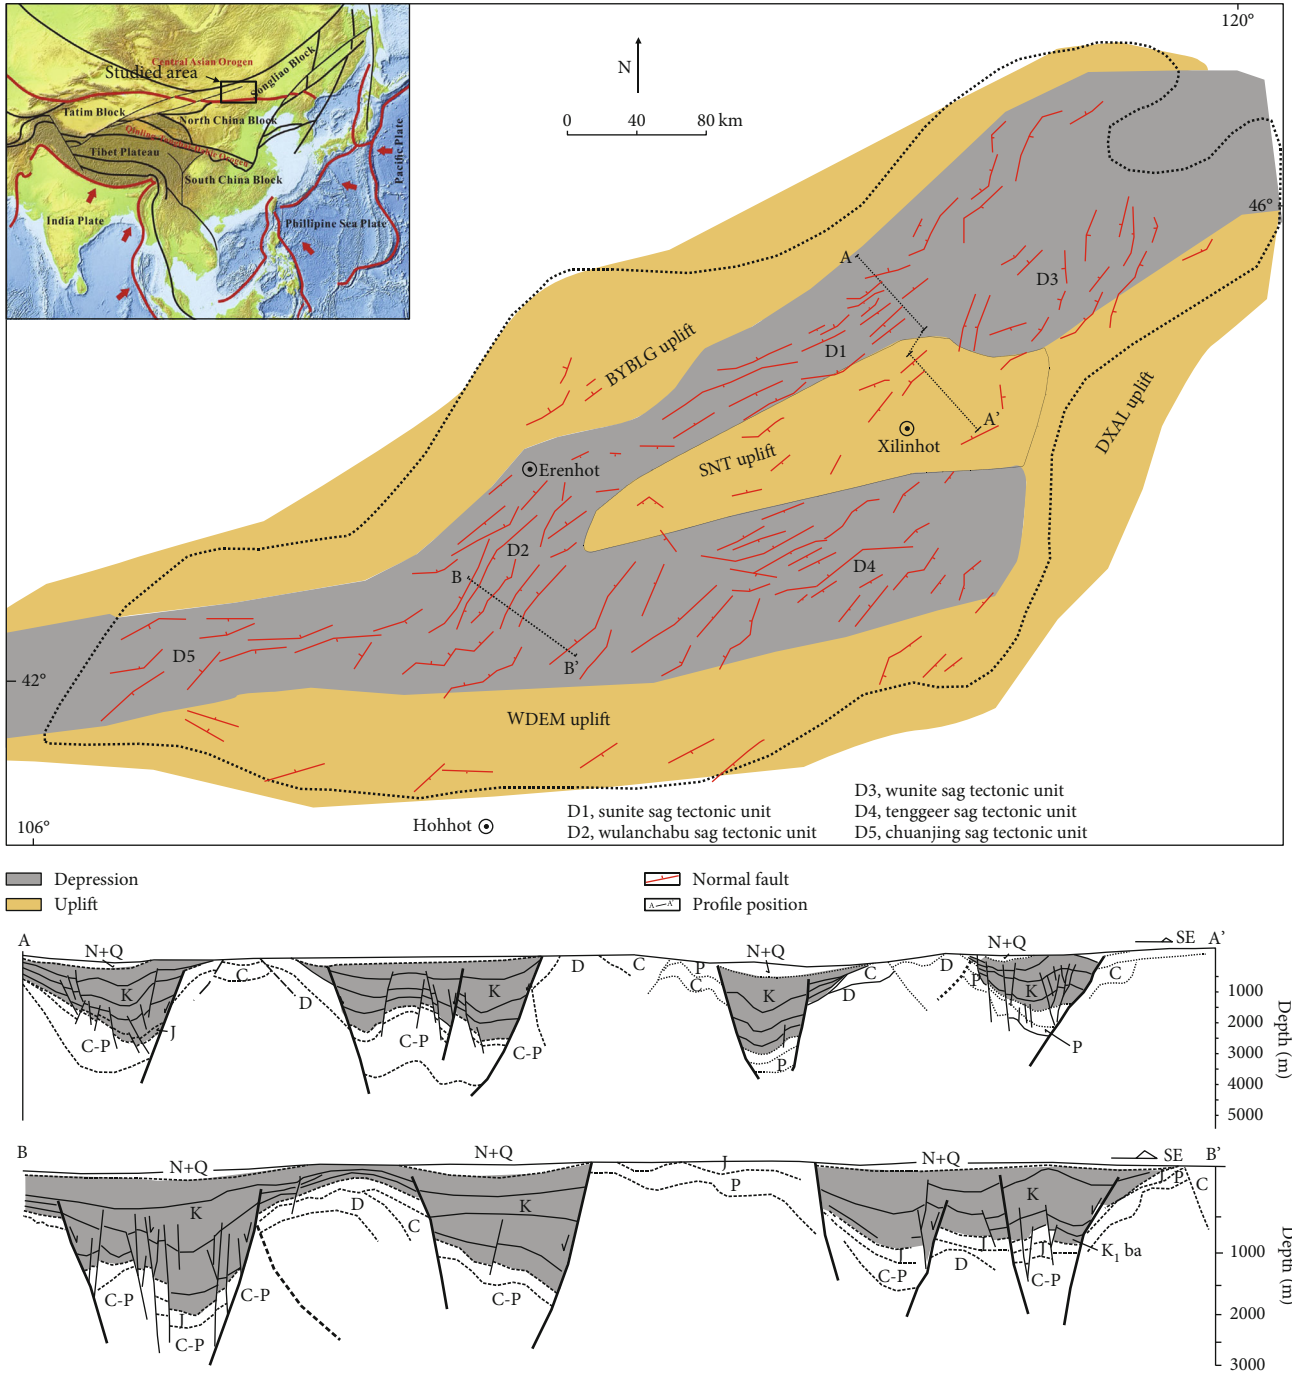 Central Asian Orogen
Studied area
Songliao Block
Tatim Block
North China Block
Tibet Plateau
South China Block
India Plate
Phillipine Sea Plate
Pacific Plate
N
0 40 80 km
120°
46°
A
D3
D1
BYBLG uplift
A'
Xilinhot
SNT uplift
DXAL uplift
Erenhot
D2
B
D4
D5
B'
42°
WDEM uplift
106°
Hohhot
D1, sunite sag tectonic unit
D2, wulanchabu sag tectonic unit
D3, wunite sag tectonic unit
D4, tenggeer sag tectonic unit
D5, chuanjing sag tectonic unit
Depression
Uplift
Normal fault
A A' Profile position
A N+Q N+Q N+Q SE A'
C D C P C C D P C
K K K K
J
C-P C-P C-P D P P
1000
2000
3000
4000
5000
Depth (m)
B N+Q N+Q N+Q SE B'
J P J P C
K D C K K
C-P J C-P C-P C-P C-P J D J J C-P K1 ba
1000
2000
3000
Depth (m)